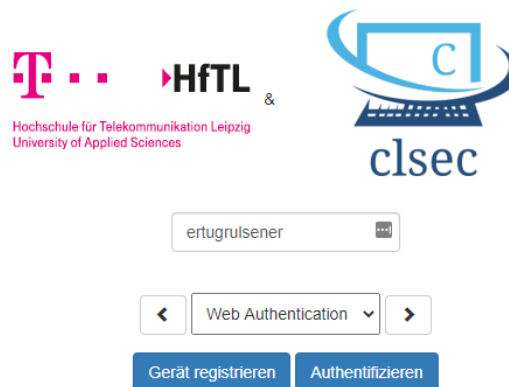 T
HfTL
&
Hochschule für Telekommunikation Leipzig
University of Applied Sciences
C
clsec
ertugrulsener
Web Authentication
Gerät registrieren
Authentifizieren